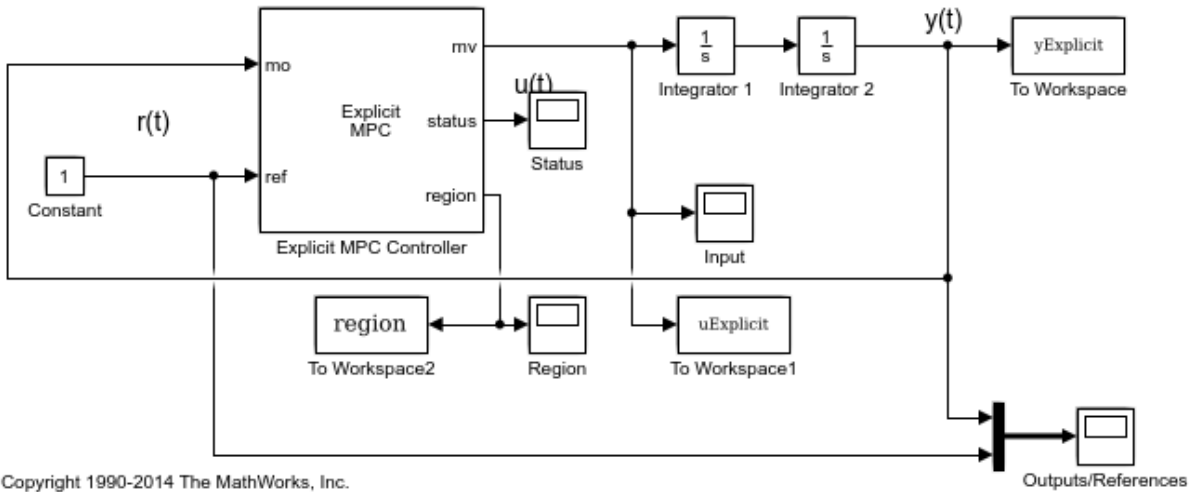 y(t)
mv
1
s
1
s
yExplicit
mo
Integrator 1
Integrator 2
To Workspace
u(t)
r(t)
Explicit
MPC
status
Status
1
ref
Constant
region
Explicit MPC Controller
Input
region
uExplicit
To Workspace2
Region
To Workspace1
Copyright 1990-2014 The MathWorks, Inc.
Outputs/References